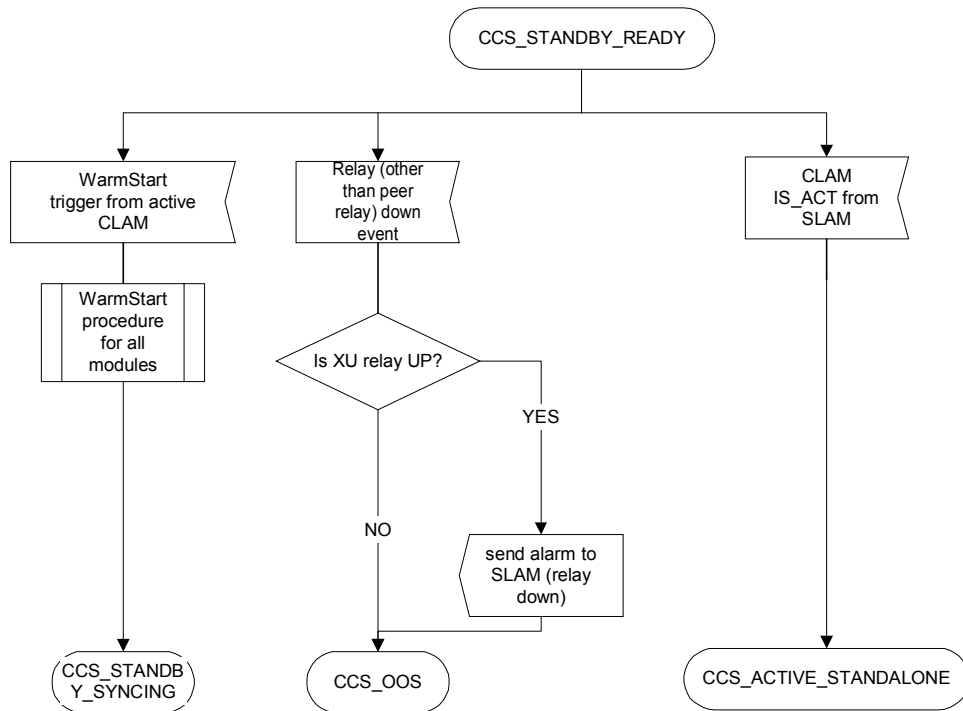 CCS_STANDBY_READY
WarmStart
trigger from active
CLAM
Relay (other
than peer
relay) down
event
CLAM
IS_ACT from
SLAM
WarmStart
procedure
for all
modules
Is XU relay UP?
YES
NO
send alarm to
SLAM (relay
down)
CCS_STANDB
Y_SYNCING
CCS_OOS
CCS_ACTIVE_STANDALONE